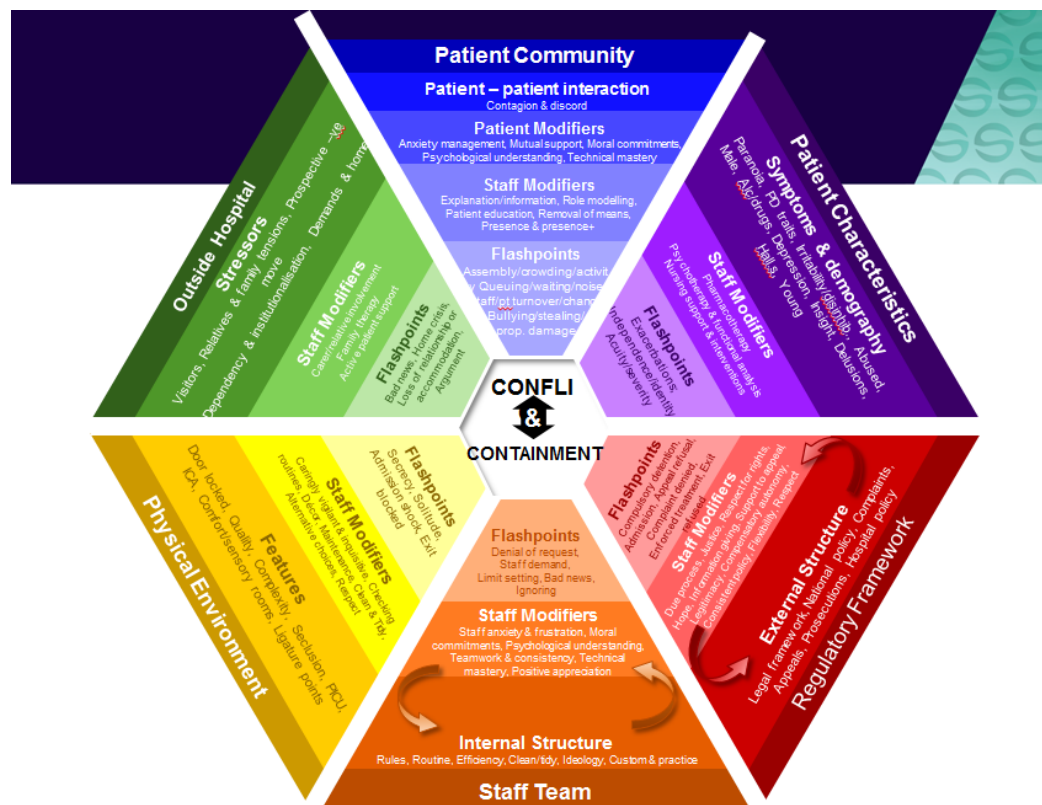 Patient Community
Patient – patient interaction
Contagion & discord
Patient Modifiers
Anxiety management, Mutual support, Moral commitments,
Psychological understanding, Technical mastery
Staff Modifiers
Explanation/information, Role modelling,
Patient education, Removal of means,
Presence & presence+
Flashpoints
Assembly/crowding/activit
y Queuing/waiting/noise
staff/pt turnover/chang
Bullying/stealing/
prop. damage
Patient Characteristics
Symptoms & demography
Paranoia, PD traits, Irritability/disinhib, Abused,
Male, Alc/drugs, Depression, Insight, Delusions,
Halls, Young
Staff Modifiers
Pharmacotherapy
Psychotherapy & functional analysis
Nursing support & interventions
Flashpoints
Exacerbations;
Independence/identity
Acuity/severity
Regulatory Framework
External Structure
Legal framework, National policy, Complaints,
Appeals, Prosecutions, Hospital policy
Staff Modifiers
Due process, Justice, Respect for rights,
Hope, Information giving, Support to appeal,
Legitimacy, Compensatory autonomy,
Consistent policy, Flexibility, Respect
Flashpoints
Compulsory detention,
Admission, Appeal refusal,
Complaint denied,
Enforced treatment, Exit
refused
Flashpoints
Denial of request,
Staff demand,
Limit setting, Bad news,
Ignoring
Staff Modifiers
Staff anxiety & frustration, Moral
commitments, Psychological understanding,
Teamwork & consistency, Technical
mastery, Positive appreciation
Internal Structure
Rules, Routine, Efficiency, Clean/tidy, Ideology, Custom & practice
Staff Team
Physical Environment
Features
Door locked, Quality, Complexity, Seclusion, PICU,
ICA, Comfort/sensory rooms, Ligature points
Staff Modifiers
Caringly vigilant & inquisitive, Checking
routines, Décor, Maintenance, Clean & Tidy,
Alternative choices, Respect
Flashpoints
Secrecy, Solitude,
Admission shock, Exit
blocked
Outside Hospital
Stressors
Visitors, Relatives & family tensions, Prospective –ve
move
Dependency & institutionalisation, Demands & home
Staff Modifiers
Carer/relative involvement
Family therapy
Active patient support
Flashpoints
Bad news, Home crisis,
Loss of relationship or
accommodation,
Argument
CONFLI
&
CONTAINMENT